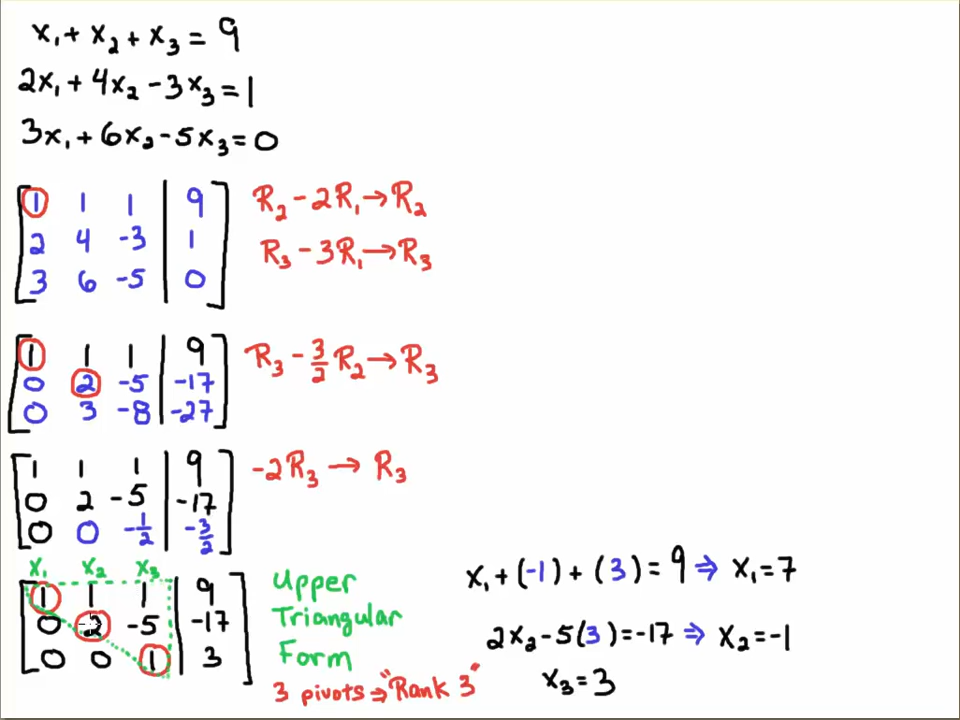 x₁ + x₂ + x₃ = 9
2x₁ + 4x₂ - 3x₃ = 1
3x₁ + 6x₂ - 5x₃ = 0
1 1 1 | 9
2 4 -3 | 1
3 6 -5 | 0
R₂ - 2R₁ → R₂
R₃ - 3R₁ → R₃
1 1 1 | 9
0 2 -5 | -17
0 3 -8 | -27
R₃ - 3/2 R₂ → R₃
1 1 1 | 9
0 2 -5 | -17
0 0 -1/2 | -3/2
-2R₃ → R₃
x₁ x₂ x₃
1 1 1 | 9
0 2 -5 | -17
0 0 1 | 3
Upper
Triangular
Form
3 pivots ⇒ "Rank 3"
x₁ + (-1) + (3) = 9 ⇒ x₁ = 7
2x₂ - 5(3) = -17 ⇒ x₂ = -1
x₃ = 3